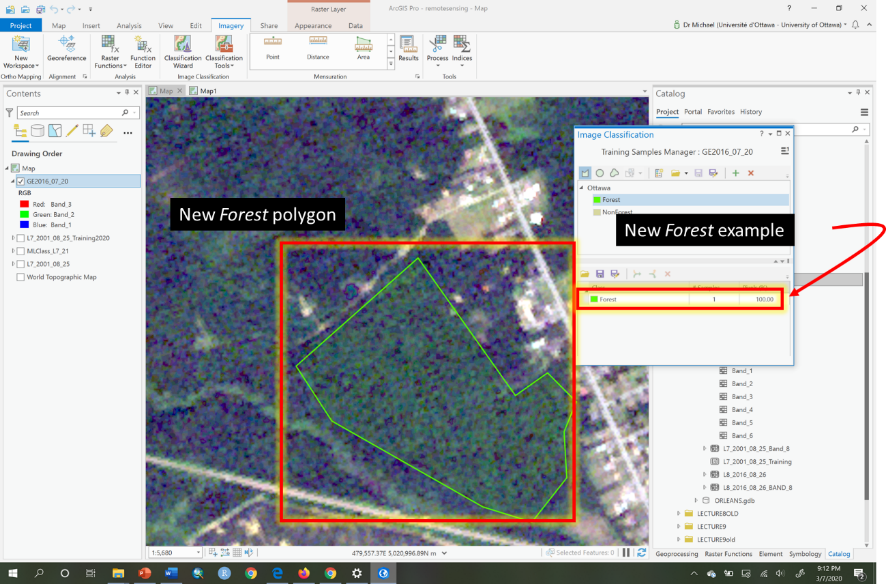 Raster Layer
ArcGIS Pro - remotesensing - Map
?
Project Map Insert Analysis View Edit Imagery Share Appearance Data
Dr Michael (Université d'Ottawa - University of Ottawa)
New Workspace
Georeference
Raster Functions
Function Editor
Classification Wizard
Classification Tools
Point
Distance
Area
Results
Process
Indices
Ortho Mapping
Alignment
Analysis
Image Classification
Mensuration
Tools
Contents
Map
Map1
Catalog
Search
Project Portal Favorites History
Drawing Order
Map
GE2016_07_20
RGB
Red: Band_3
Green: Band_2
Blue: Band_1
L7_2001_08_25_Training2020
MLClass_L7_21
L7_2001_08_25
World Topographic Map
Image Classification
Training Samples Manager : GE2016_07_20
Ottawa
Forest
NonForest
New Forest polygon
New Forest example
Forest 1 100.00
Band_1
Band_2
Band_3
Band_4
Band_5
Band_6
L7_2001_08_25_Band_8
L7_2001_08_25_Training
L8_2016_08_26
L8_2016_08_26_BAND_8
ORLEANS.gdb
LECTURE8OLD
LECTURE9
LECTURE9old
1:5,680
479,557.37E 5,020,996.89N m
Selected Features: 0
Geoprocessing Raster Functions Element Symbology Catalog
9:12 PM
3/7/2020